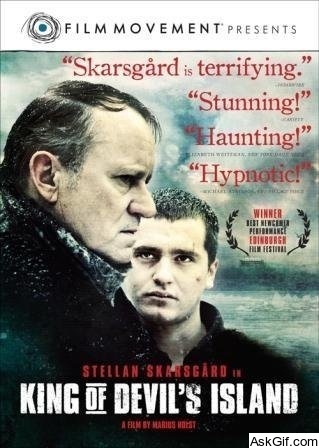 FILM MOVEMENT® PRESENTS
"Skarsgård is terrifying."
"Stunning!"
-VARIETY
"Haunting!"
"Hypnotic!"
WINNER
BEST NEWCOMER
PERFORMANCE
EDINBURGH
FILM FESTIVAL
STELLAN SKARSGÅRD IN
KING OF DEVIL'S ISLAND
A FILM BY MARIUS HOLST
AskGif.com